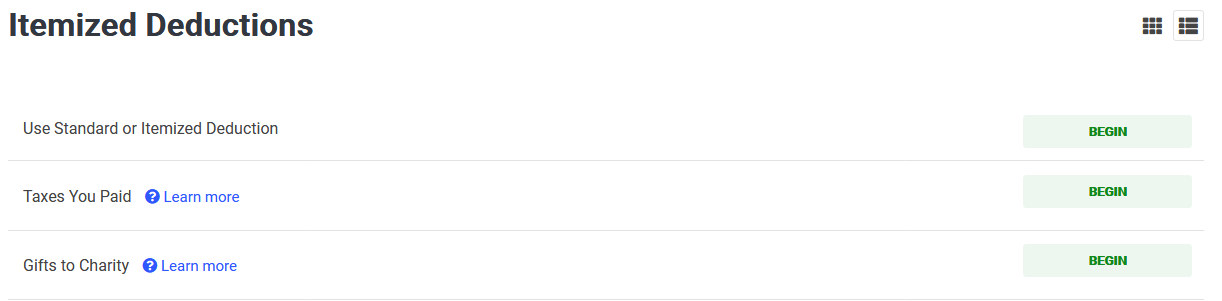 Itemized Deductions
Use Standard or Itemized Deduction
BEGIN
Taxes You Paid ? Learn more
BEGIN
Gifts to Charity ? Learn more
BEGIN